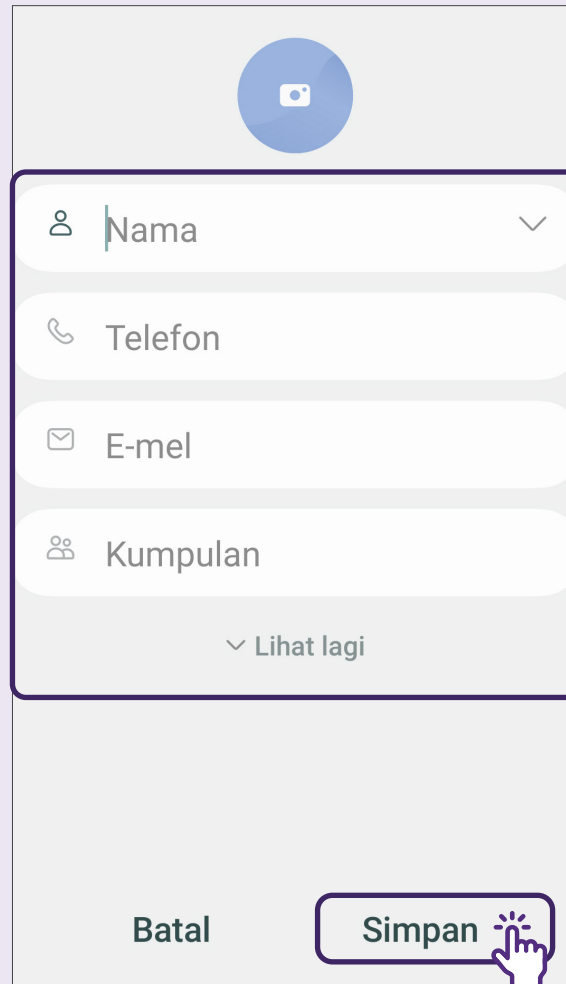 Nama
Telefon
E-mel
Kumpulan
Lihat lagi
Batal
Simpan